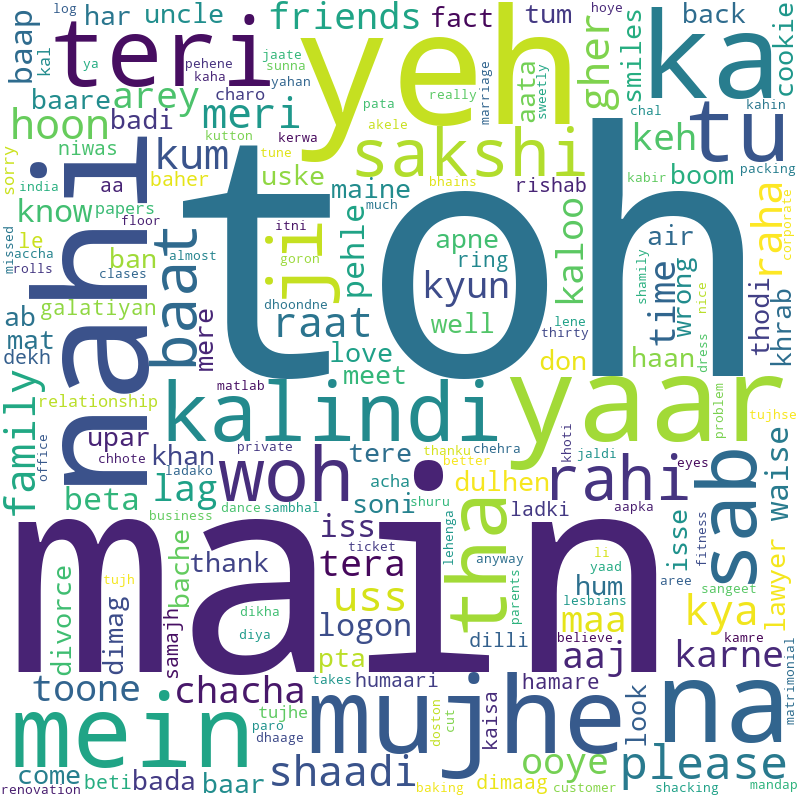 log
hoye
uncle
har
friends
fact
tum
back
baap
kal
teri
ya
jaate
sunna
pehene
kaha
yahan
charo
yeh
gher
aata
sweetly
marriage
smiles
ka
cookie
baare
arey
meri
pata
really
chal
kahin
hoon
badi
kutton
kerwa
tune
akele
much
sakshi
keh
tu
niwas
kum
sorry
india
aa
baher
uske
maine
bhains
rishab
boom
kabir
packing
know
papers
floor
itni
nahi
toh
le
accha
rolls
missed
ban
clases
almost
baat
mere
ji
goron
pehle
apne
ring
kyun
well
kaloo
air
shamily
time
wrong
dress
nice
raha
corporate
thodi
khrab
galatiyan
ab
mat
dekh
dhoondne
raat
lene
thirty
love
meet
don
haan
family
office
relationship
matlab
kalindi
yaar
problem
tujhse
waise
upar
chhote
khan
private
ladako
tere
thanku
better
chehra
acha
dulhen
khoti
jaldi
eyes
woh
rahi
sab
beta
lag
soni
shuru
ladki
aapka
isse
fitness
lawyer
business
dance
sambhal
iss
lehenga
tha
main
bache
thank
ticket
tera
anyway
li
yaad
aree
sangeet
divorce
tujh
dimag
samajh
dikha
diya
uss
logon
parents
hum
lesbians
maa
kya
dilli
believe
kamre
pta
aaj
karne
matrimonial
toone
chacha
takes
humaari
hamare
tujhe
paro
dhaage
mein
mujhe
doston
cut
kaisa
look
na
come
beti
bada
baar
shaadi
ooye
please
renovation
baking
dimaag
customer
shacking
mandap